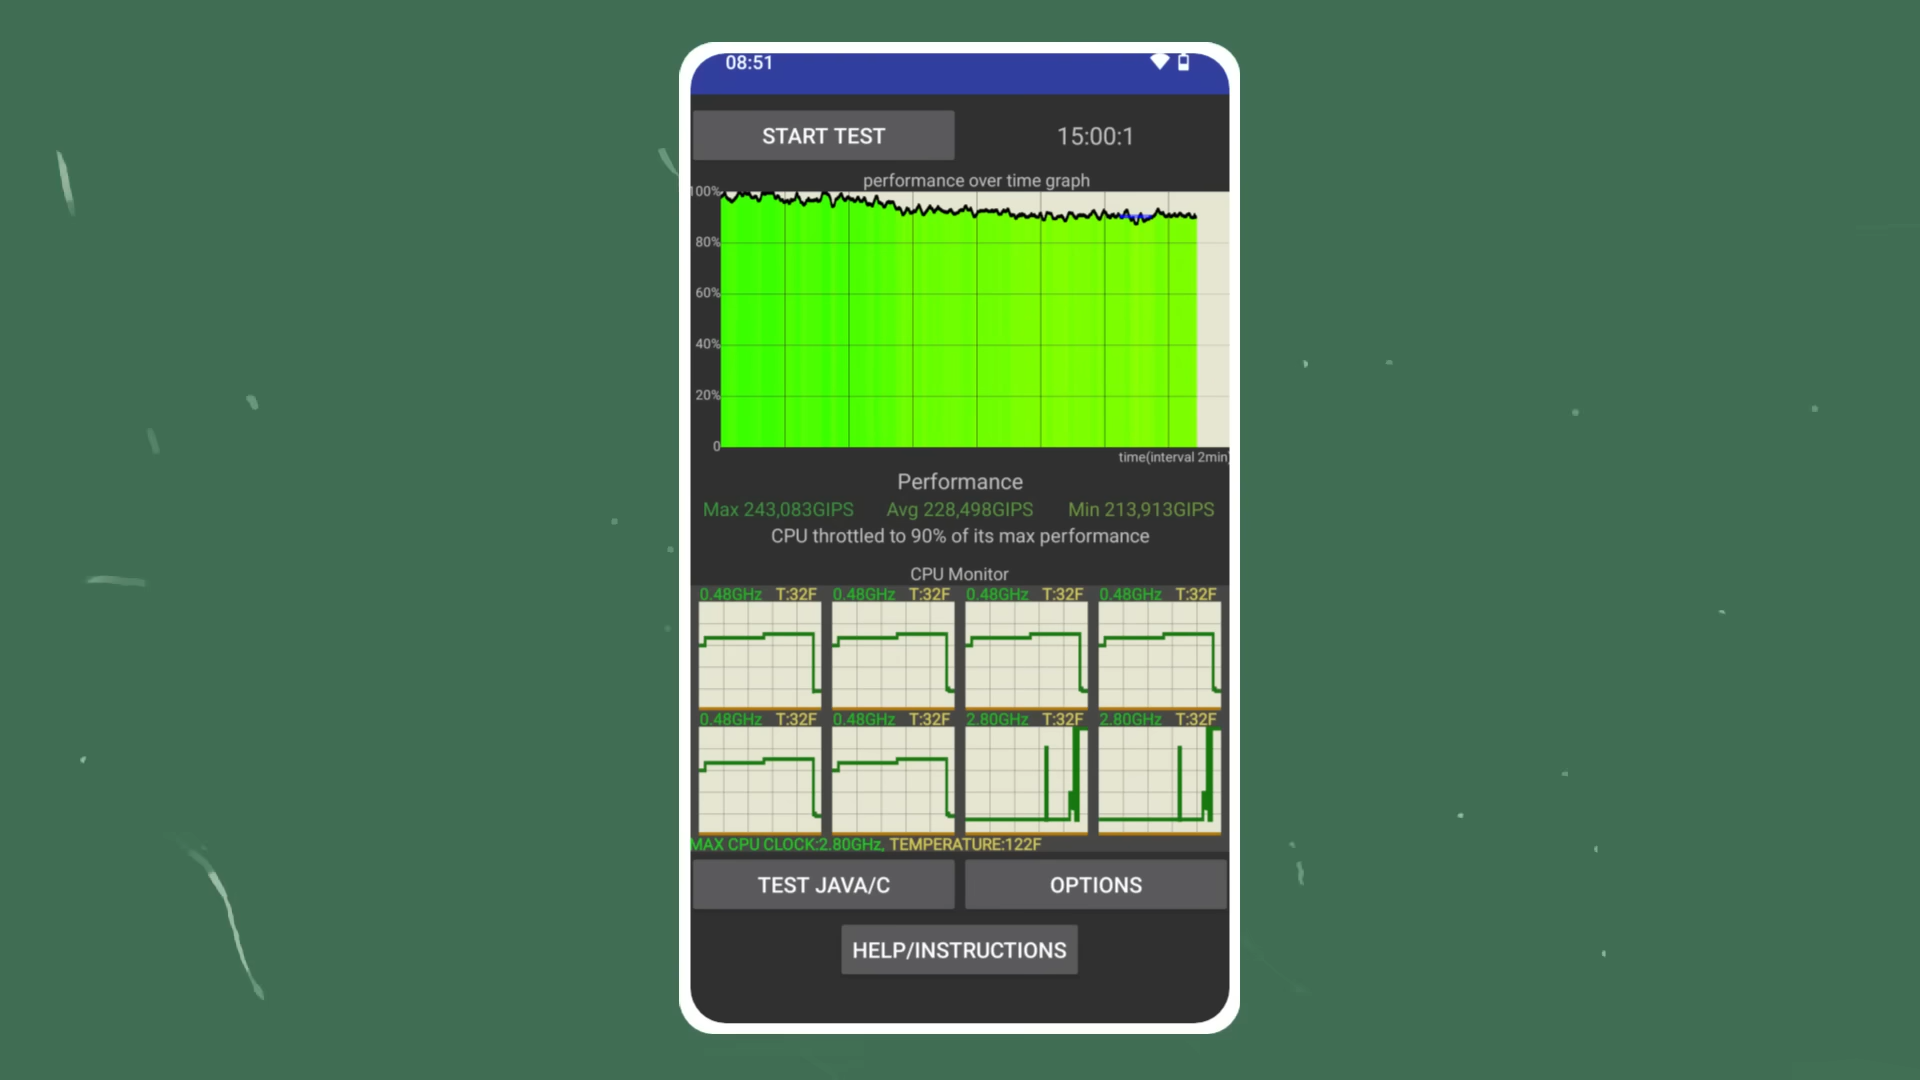 08:51
START TEST 15:00:1
performance over time graph
100%
80%
60%
40%
20%
0
time(interval 2min)
Performance
Max 243,083GIPS Avg 228,498GIPS Min 213,913GIPS
CPU throttled to 90% of its max performance
CPU Monitor
0.48GHz T:32F 0.48GHz T:32F 0.48GHz T:32F 0.48GHz T:32F
0.48GHz T:32F 0.48GHz T:32F 2.80GHz T:32F 2.80GHz T:32F
MAX CPU CLOCK:2.80GHz, TEMPERATURE:122F
TEST JAVA/C OPTIONS
HELP/INSTRUCTIONS